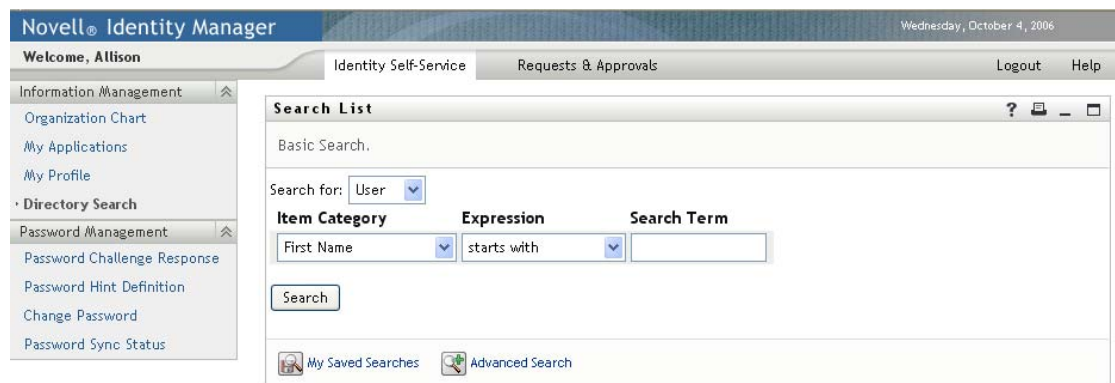 Novell® Identity Manager
Wednesday, October 4, 2006
Welcome, Allison
Identity Self-Service
Requests & Approvals
Logout
Help
Information Management
Organization Chart
My Applications
My Profile
· Directory Search
Password Management
Password Challenge Response
Password Hint Definition
Change Password
Password Sync Status
Search List
?
Basic Search.
Search for: User
Item Category Expression Search Term
First Name starts with
Search
My Saved Searches Advanced Search